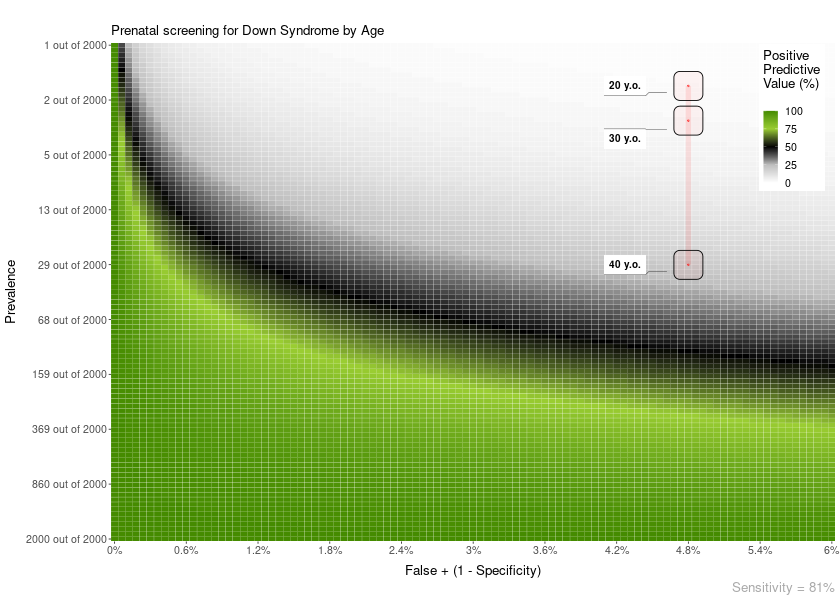 Prenatal screening for Down Syndrome by Age
1 out of 2000
2 out of 2000
5 out of 2000
13 out of 2000
29 out of 2000
68 out of 2000
159 out of 2000
369 out of 2000
860 out of 2000
2000 out of 2000
Prevalence
20 y.o.
30 y.o.
40 y.o.
Positive
Predictive
Value (%)
100
75
50
25
0
0%
0.6%
1.2%
1.8%
2.4%
3%
3.6%
4.2%
4.8%
5.4%
6%
False + (1 - Specificity)
Sensitivity = 81%